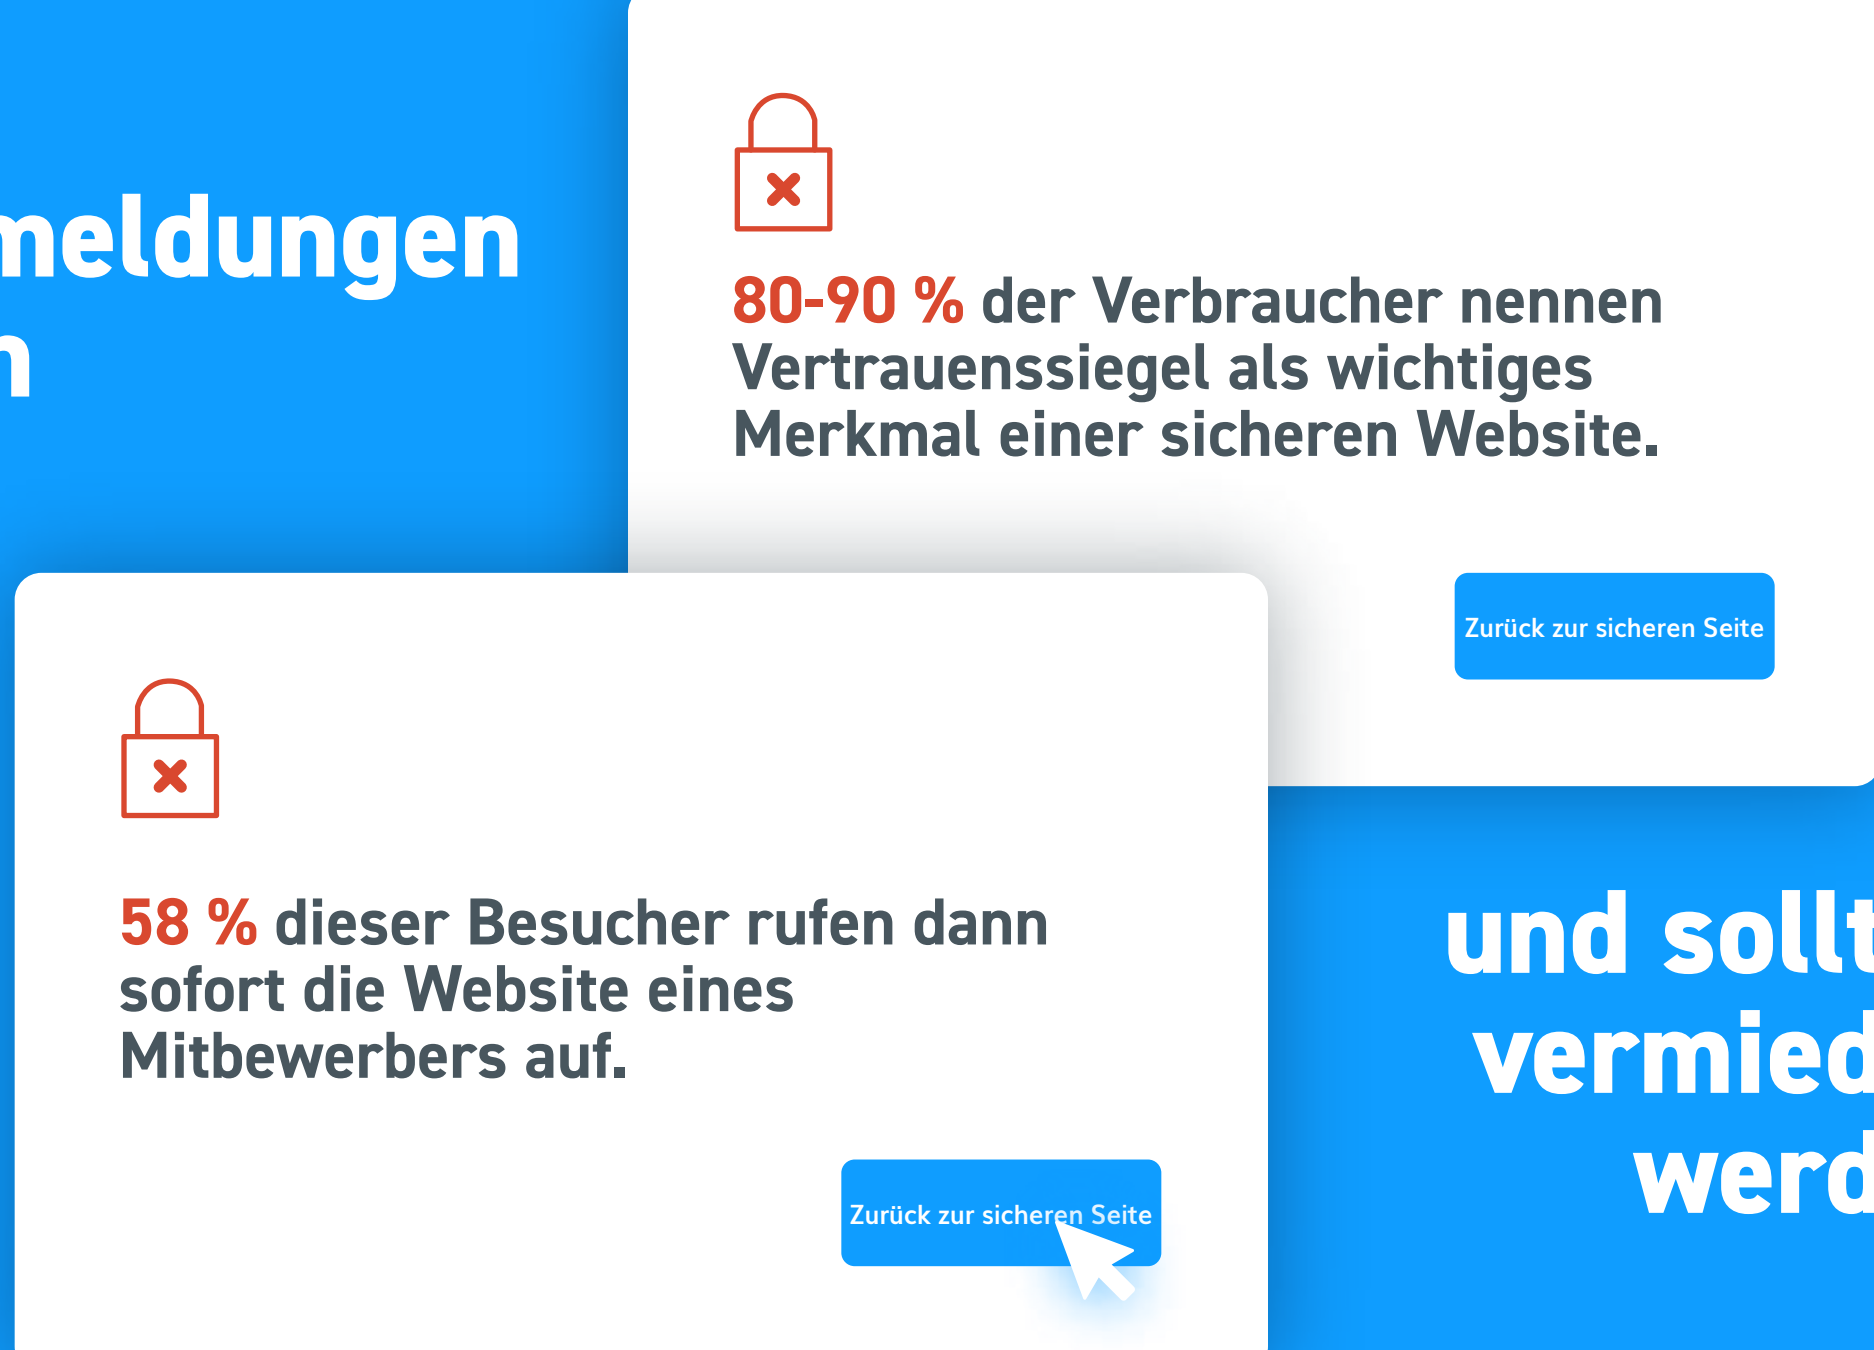 meldungen
n
80-90 % der Verbraucher nennen
Vertrauenssiegel als wichtiges
Merkmal einer sicheren Website.
Zurück zur sicheren Seite
58 % dieser Besucher rufen dann
sofort die Website eines
Mitbewerbers auf.
Zurück zur sicheren Seite
und sollt
vermied
werd